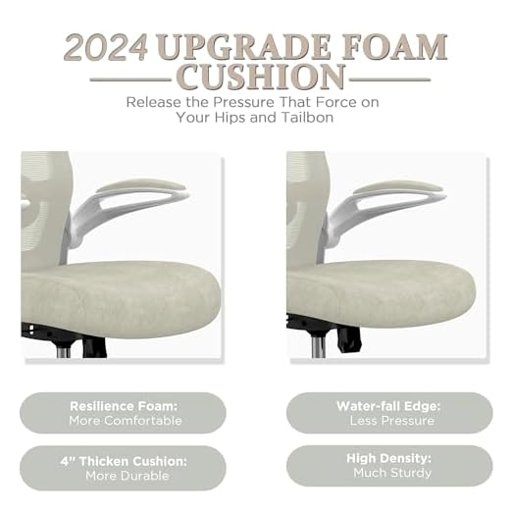 2024 UPGRADE FOAM
CUSHION
Release the Pressure That Force on
Your Hips and Tailbon
Resilience Foam:
More Comfortable
Water-fall Edge:
Less Pressure
4” Thicken Cushion:
More Durable
High Density:
Much Sturdy